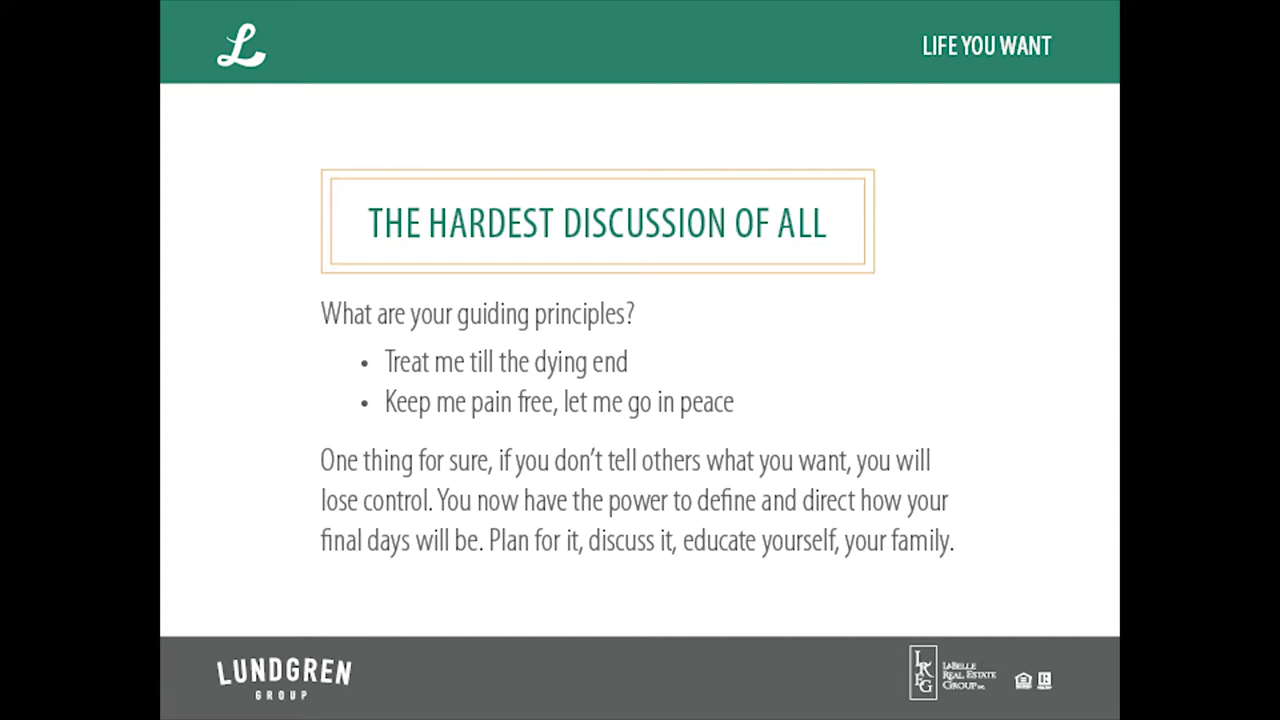 L
LIFE YOU WANT
THE HARDEST DISCUSSION OF ALL
What are your guiding principles?
• Treat me till the dying end
• Keep me pain free, let me go in peace
One thing for sure, if you don’t tell others what you want, you will
lose control. You now have the power to define and direct how your
final days will be. Plan for it, discuss it, educate yourself, your family.
LUNDGREN
GROUP
LREG
LABELLE
REAL ESTATE
GROUP INC.